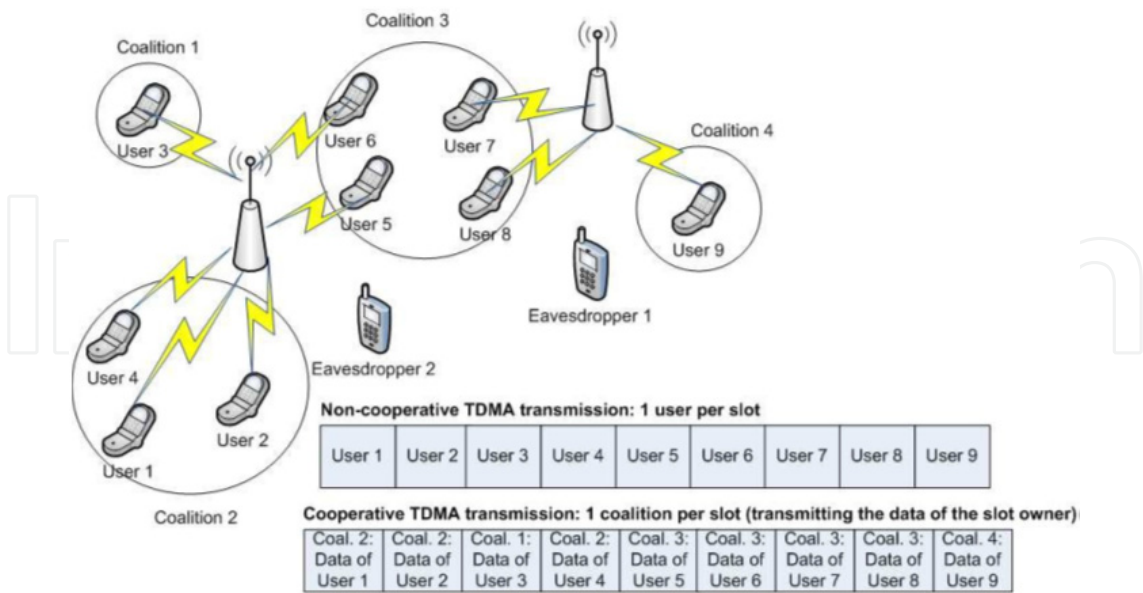 Coalition 3
Coalition 1
User 3
User 6
User 7
Coalition 4
User 5
User 8
User 9
Eavesdropper 1
User 4
Eavesdropper 2
User 2
User 1
Coalition 2
Non-cooperative TDMA transmission: 1 user per slot
User 1 User 2 User 3 User 4 User 5 User 6 User 7 User 8 User 9
Cooperative TDMA transmission: 1 coalition per slot (transmitting the data of the slot owner)
Coal. 2: Coal. 2: Coal. 1: Coal. 2: Coal. 3: Coal. 3: Coal. 3: Coal. 3: Coal. 4:
Data of Data of Data of Data of Data of Data of Data of Data of Data of
User 1 User 2 User 3 User 4 User 5 User 6 User 7 User 8 User 9